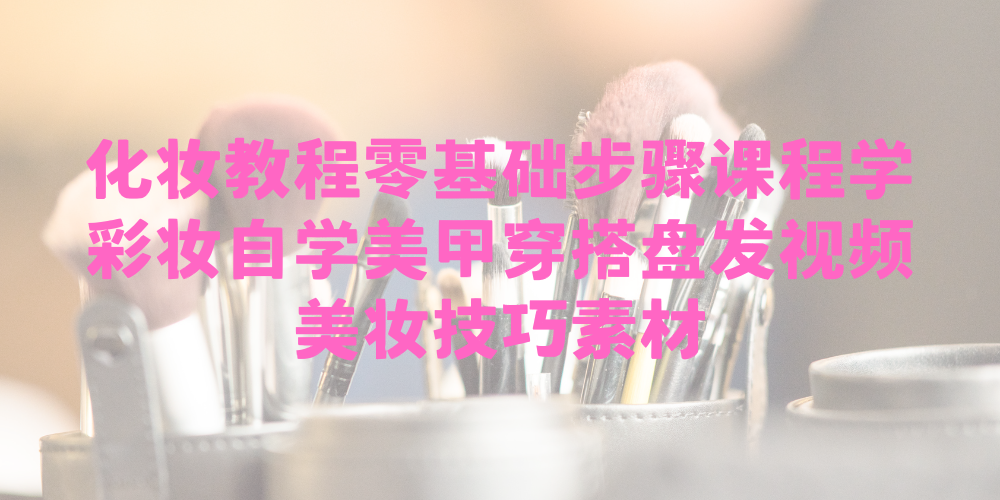 化妆教程零基础步骤课程学
彩妆自学美甲穿搭盘发视频
美妆技巧素材